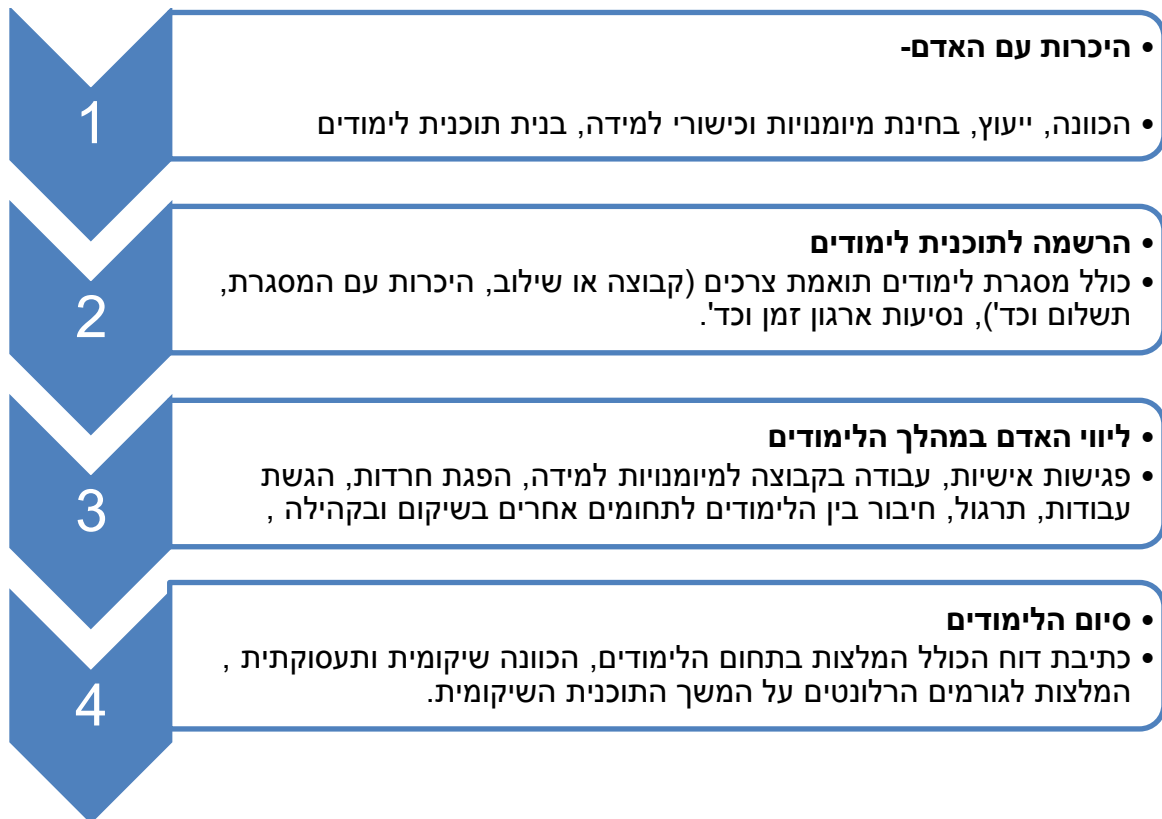 1
• היכרות עם האדם-
• הכוונה, ייעוץ, בחינת מיומנויות וכישורי למידה, בנית תוכנית לימודים
2
• הרשמה לתוכנית לימודים
• כולל מסגרת לימודים תואמת צרכים (קבוצה או שילוב, היכרות עם המסגרת,
תשלום וכד'), נסיעות ארגון זמן וכד'.
3
• ליווי האדם במהלך הלימודים
• פגישות אישיות, עבודה בקבוצה למיומנויות למידה, הפגת חרדות, הגשת
עבודות, תרגול, חיבור בין הלימודים לתחומים אחרים בשיקום ובקהילה ,
4
• סיום הלימודים
• כתיבת דוח הכולל המלצות בתחום הלימודים, הכוונה שיקומית ותעסוקתית ,
המלצות לגורמים הרלונטים על המשך התוכנית השיקומית.